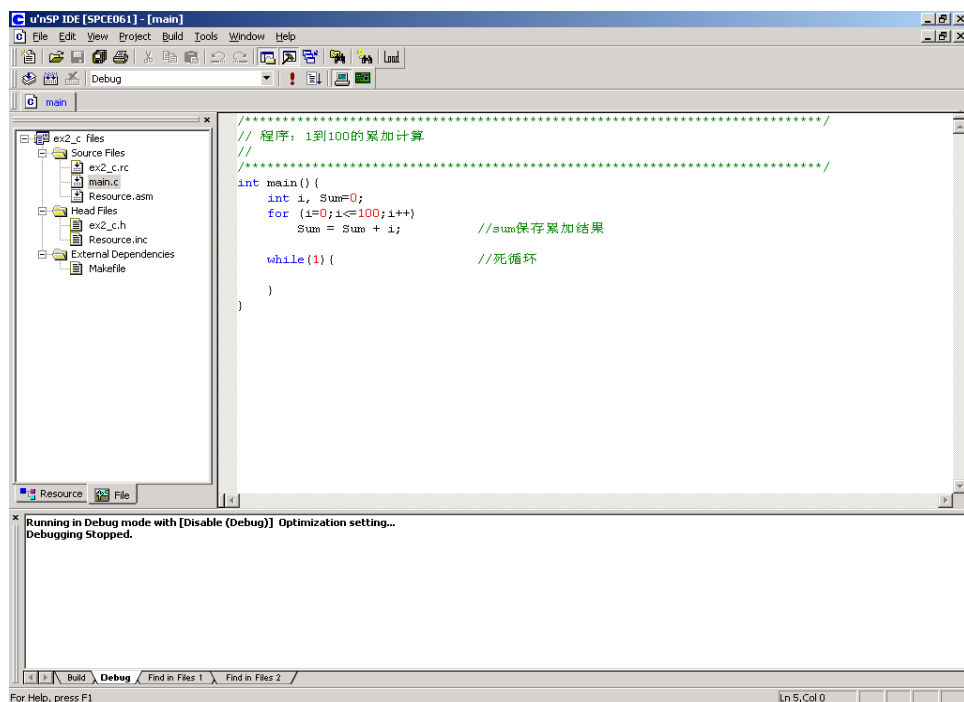 u'nSP IDE [SPCE061] - [main]
File Edit View Project Build Tools Window Help
Load
Debug
main
ex2_c files
Source Files
ex2_c.rc
main.c
Resource.asm
Head Files
ex2_c.h
Resource.inc
External Dependencies
Makefile
Resource File
/*****************************************************************************/
// 程序: 1到100的累加计算
//
/*****************************************************************************/
int main(){
int i, Sum=0;
for (i=0;i<=100;i++)
Sum = Sum + i; //sum保存累加结果
while(1){ //死循环
}
}
Running in Debug mode with [Disable (Debug)] Optimization setting...
Debugging Stopped.
Build Debug Find in Files 1 Find in Files 2
For Help, press F1 Ln 5,Col 0